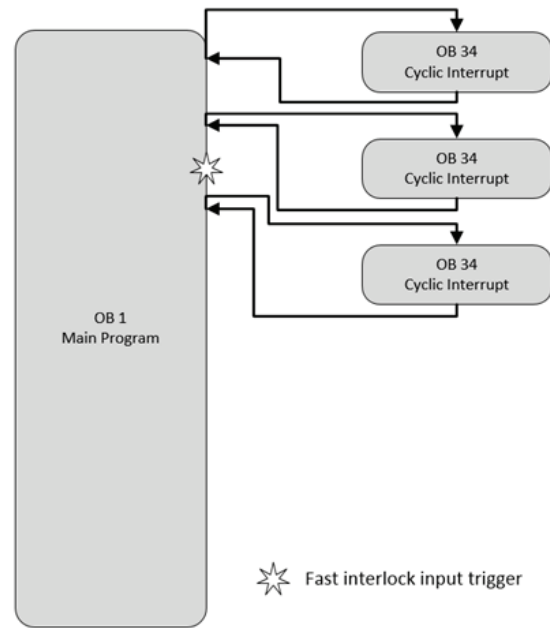 OB 34
Cyclic Interrupt
OB 34
Cyclic Interrupt
OB 34
Cyclic Interrupt
OB 1
Main Program
Fast interlock input trigger